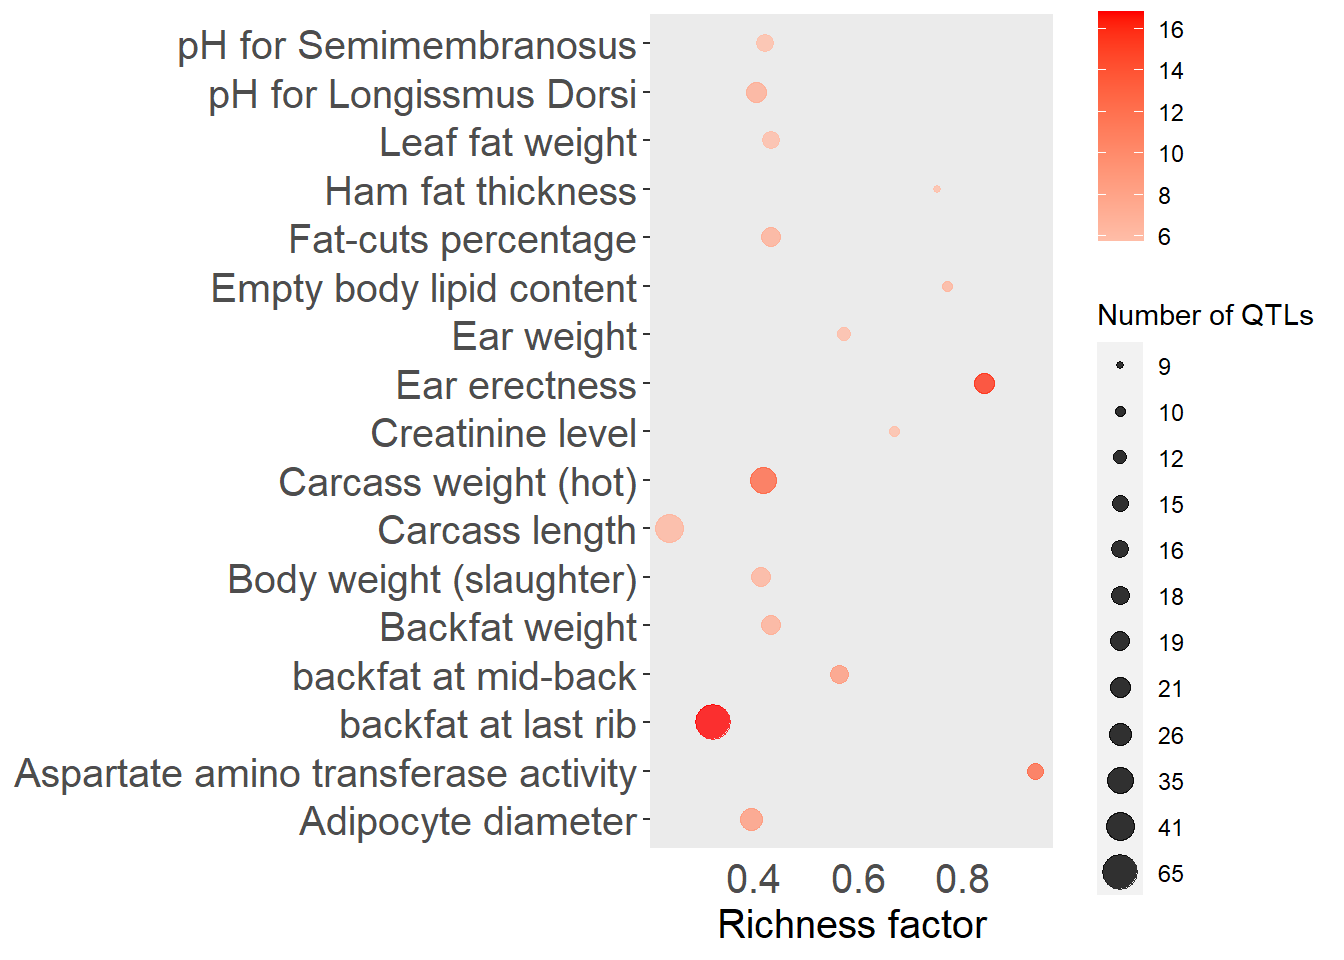 pH for Semimembranosus
pH for Longissmus Dorsi
Leaf fat weight
Ham fat thickness
Fat-cuts percentage
Empty body lipid content
Ear weight
Ear erectness
Creatinine level
Carcass weight (hot)
Carcass length
Body weight (slaughter)
Backfat weight
backfat at mid-back
backfat at last rib
Aspartate amino transferase activity
Adipocyte diameter
0.4 0.6 0.8
Richness factor
16
14
12
10
8
6
Number of QTLs
9
10
12
15
16
18
19
21
26
35
41
65